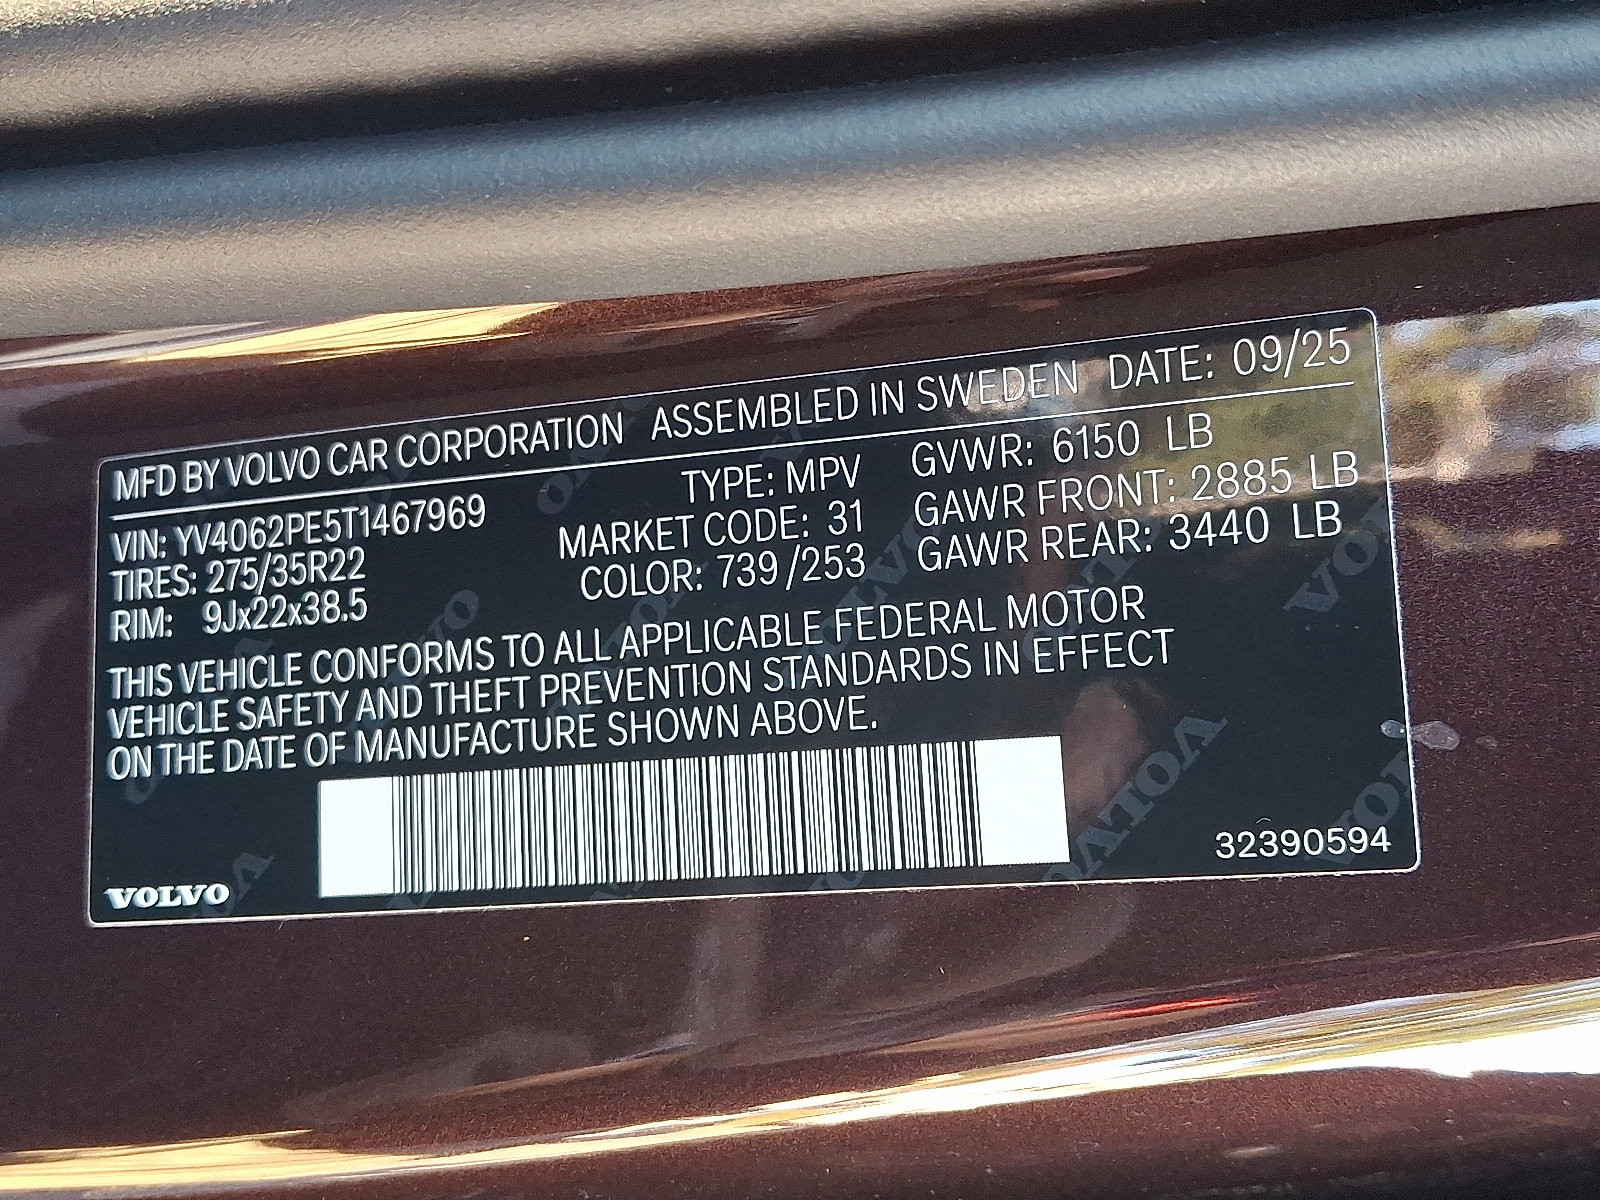 MFD BY VOLVO CAR CORPORATION ASSEMBLED IN SWEDEN DATE: 09/25
VIN: YV4062PE5T1467969 TYPE: MPV GVWR: 6150 LB
TIRES: 275/35R22 MARKET CODE: 31 GAWR FRONT: 2885 LB
RIM: 9Jx22x38.5 COLOR: 739/253 GAWR REAR: 3440 LB
THIS VEHICLE CONFORMS TO ALL APPLICABLE FEDERAL MOTOR
VEHICLE SAFETY AND THEFT PREVENTION STANDARDS IN EFFECT
ON THE DATE OF MANUFACTURE SHOWN ABOVE.
VOLVO 32390594